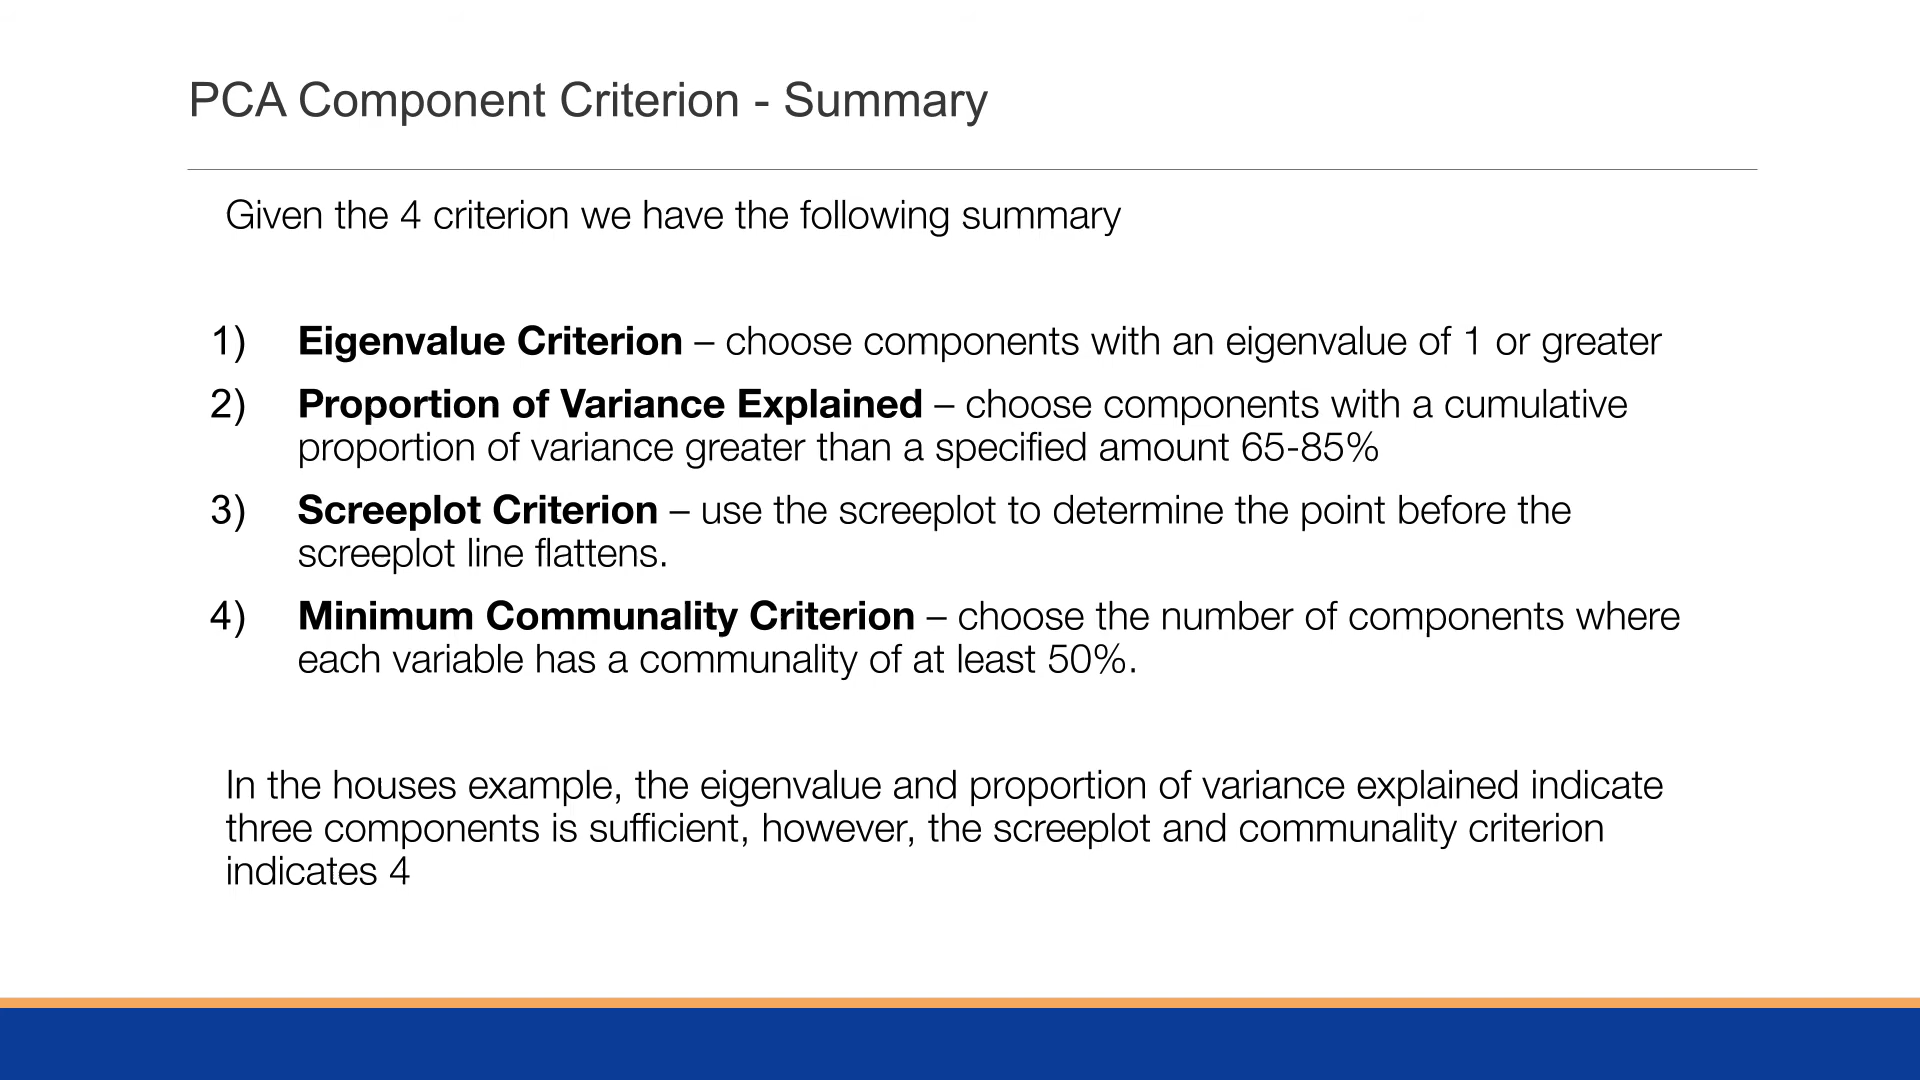 PCA Component Criterion - Summary
Given the 4 criterion we have the following summary
1) Eigenvalue Criterion – choose components with an eigenvalue of 1 or greater
2) Proportion of Variance Explained – choose components with a cumulative
proportion of variance greater than a specified amount 65-85%
3) Screeplot Criterion – use the screeplot to determine the point before the
screeplot line flattens.
4) Minimum Communality Criterion – choose the number of components where
each variable has a communality of at least 50%.
In the houses example, the eigenvalue and proportion of variance explained indicate
three components is sufficient, however, the screeplot and communality criterion
indicates 4